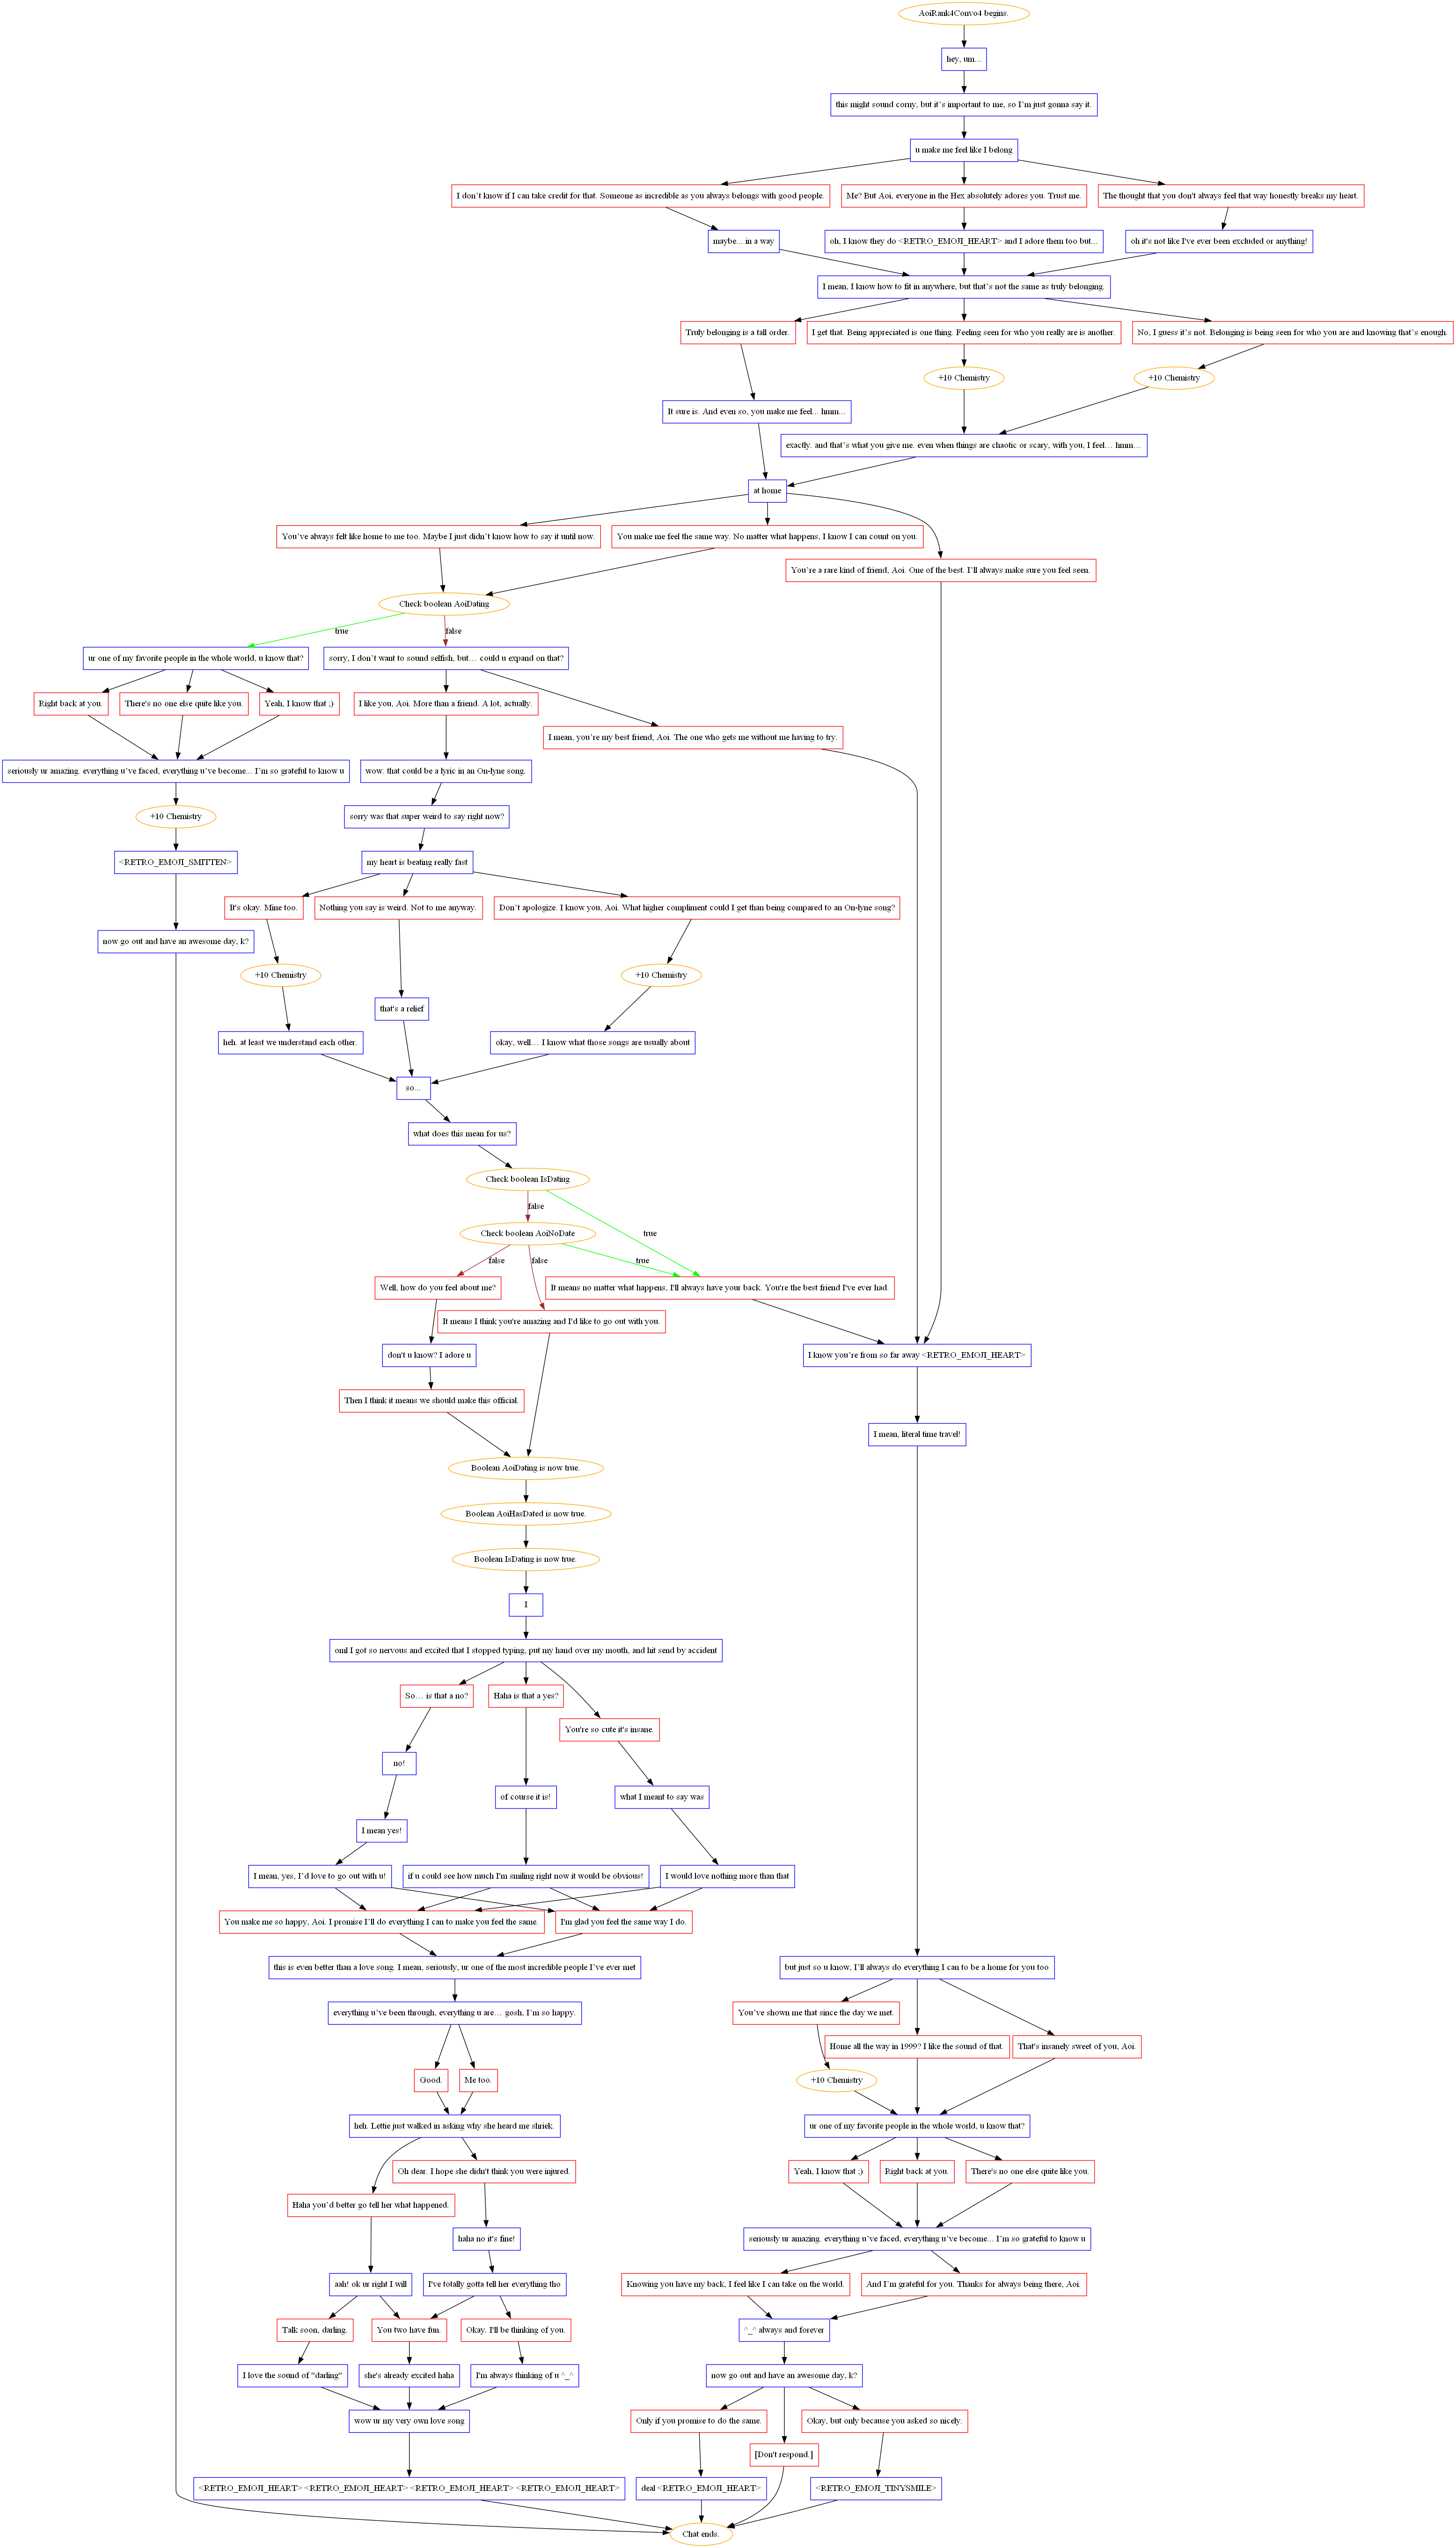 AoiRank4Convo4 begins.
hey, um...
this might sound corny, but it's important to me, so I'm just gonna say it.
u make me feel like I belong
I don't know if I can take credit for that. Someone as incredible as you always belongs with good people.
Me? But Aoi, everyone in the Hex absolutely adores you. Trust me.
The thought that you don't always feel that way honestly breaks my heart.
maybe... in a way
oh, I know they do <RETRO_EMOJI_HEART> and I adore them too but...
oh it's not like I've ever been excluded or anything!
I mean, I know how to fit in anywhere, but that's not the same as truly belonging.
Truly belonging is a tall order.
I get that. Being appreciated is one thing. Feeling seen for who you really are is another.
No, I guess it's not. Belonging is being seen for who you are and knowing that's enough.
+10 Chemistry
+10 Chemistry
It sure is. And even so, you make me feel... hmm...
exactly. and that's what you give me. even when things are chaotic or scary, with you, I feel… hmm…
at home
You've always felt like home to me too. Maybe I just didn't know how to say it until now.
You make me feel the same way. No matter what happens, I know I can count on you.
You're a rare kind of friend, Aoi. One of the best. I'll always make sure you feel seen.
Check boolean AoiDating
true
false
ur one of my favorite people in the whole world, u know that?
sorry, I don't want to sound selfish, but… could u expand on that?
Right back at you.
There's no one else quite like you.
Yeah, I know that ;)
I like you, Aoi. More than a friend. A lot, actually.
I mean, you're my best friend, Aoi. The one who gets me without me having to try.
seriously ur amazing. everything u've faced, everything u've become... I'm so grateful to know u
wow. that could be a lyric in an On-lyne song.
+10 Chemistry
sorry was that super weird to say right now?
<RETRO_EMOJI_SMITTEN>
my heart is beating really fast
It's okay. Mine too.
Nothing you say is weird. Not to me anyway.
Don't apologize. I know you, Aoi. What higher compliment could I get than being compared to an On-lyne song?
now go out and have an awesome day, k?
+10 Chemistry
+10 Chemistry
that's a relief
heh. at least we understand each other.
okay, well… I know what those songs are usually about
so...
what does this mean for us?
Check boolean IsDating
false
true
Check boolean AoiNoDate
false
false
true
Well, how do you feel about me?
It means no matter what happens, I'll always have your back. You're the best friend I've ever had.
It means I think you're amazing and I'd like to go out with you.
don't u know? I adore u
I know you're from so far away <RETRO_EMOJI_HEART>
Then I think it means we should make this official.
I mean, literal time travel!
Boolean AoiDating is now true.
Boolean AoiHasDated is now true.
Boolean IsDating is now true.
I
oml I got so nervous and excited that I stopped typing, put my hand over my mouth, and hit send by accident
So… is that a no?
Haha is that a yes?
You're so cute it's insane.
no!
of course it is!
what I meant to say was
I mean yes!
I mean, yes, I'd love to go out with u!
if u could see how much I'm smiling right now it would be obvious!
I would love nothing more than that
You make me so happy, Aoi. I promise I'll do everything I can to make you feel the same.
I'm glad you feel the same way I do.
this is even better than a love song. I mean, seriously, ur one of the most incredible people I've ever met
but just so u know, I'll always do everything I can to be a home for you too
everything u've been through, everything u are… gosh, I'm so happy.
You've shown me that since the day we met.
Home all the way in 1999? I like the sound of that.
That's insanely sweet of you, Aoi.
Good.
Me too.
+10 Chemistry
heh. Lettie just walked in asking why she heard me shriek.
ur one of my favorite people in the whole world, u know that?
Oh dear. I hope she didn't think you were injured.
Yeah, I know that ;)
Right back at you.
There's no one else quite like you.
Haha you'd better go tell her what happened.
haha no it's fine!
seriously ur amazing. everything u've faced, everything u've become... I'm so grateful to know u
aah! ok ur right I will
I've totally gotta tell her everything tho
Knowing you have my back, I feel like I can take on the world.
And I'm grateful for you. Thanks for always being there, Aoi.
Talk soon, darling.
You two have fun.
Okay. I'll be thinking of you.
^_^ always and forever
I love the sound of "darling"
she's already excited haha
I'm always thinking of u ^_^
now go out and have an awesome day, k?
wow ur my very own love song
Only if you promise to do the same.
Okay, but only because you asked so nicely.
[Don't respond.]
<RETRO_EMOJI_HEART> <RETRO_EMOJI_HEART> <RETRO_EMOJI_HEART> <RETRO_EMOJI_HEART>
deal <RETRO_EMOJI_HEART>
<RETRO_EMOJI_TINYSMILE>
Chat ends.